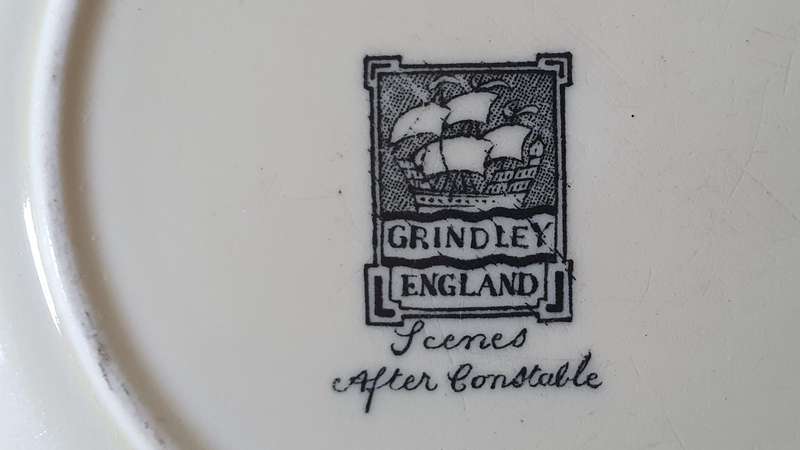 GRINDLEY
ENGLAND
Scenes
After Constable